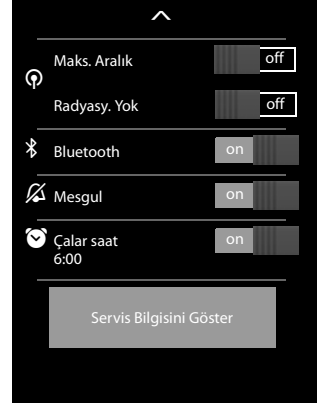 Maks. Aralık off
Radyasy. Yok off
Bluetooth on
Mesgul on
Çalar saat on
6:00
Servis Bilgisini Göster